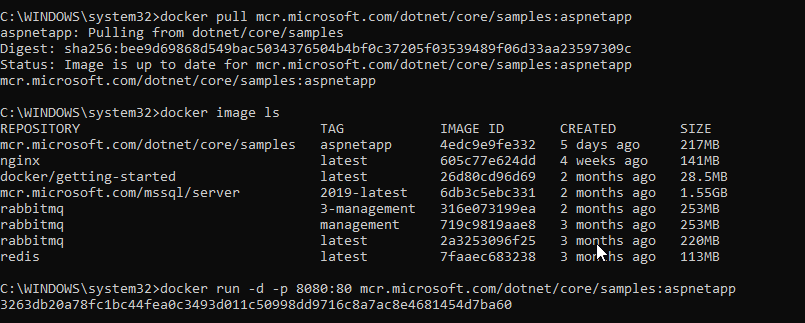 C:\WINDOWS\system32>docker pull mcr.microsoft.com/dotnet/core/samples:aspnetapp
aspnetapp: Pulling from dotnet/core/samples
Digest: sha256:bee9d69868d549bac5034376504b4bf0c37205f03539489f06d33aa23597309c
Status: Image is up to date for mcr.microsoft.com/dotnet/core/samples:aspnetapp
mcr.microsoft.com/dotnet/core/samples:aspnetapp
C:\WINDOWS\system32>docker image ls
REPOSITORY TAG IMAGE ID CREATED SIZE
mcr.microsoft.com/dotnet/core/samples aspnetapp 4edc9e9fe332 5 days ago 217MB
nginx latest 605c77e624dd 4 weeks ago 141MB
docker/getting-started latest 26d80cd96d69 2 months ago 28.5MB
mcr.microsoft.com/mssql/server 2019-latest 6db3c5ebc331 2 months ago 1.55GB
rabbitmq 3-management 316e073199ea 2 months ago 253MB
rabbitmq management 719c9819aae8 3 months ago 253MB
rabbitmq latest 2a3253096f25 3 months ago 220MB
redis latest 7faaec683238 3 months ago 113MB
C:\WINDOWS\system32>docker run -d -p 8080:80 mcr.microsoft.com/dotnet/core/samples:aspnetapp
3263db20a78fc1bc44fea0c3493d011c50998dd9716c8a7ac8e4681454d7ba60